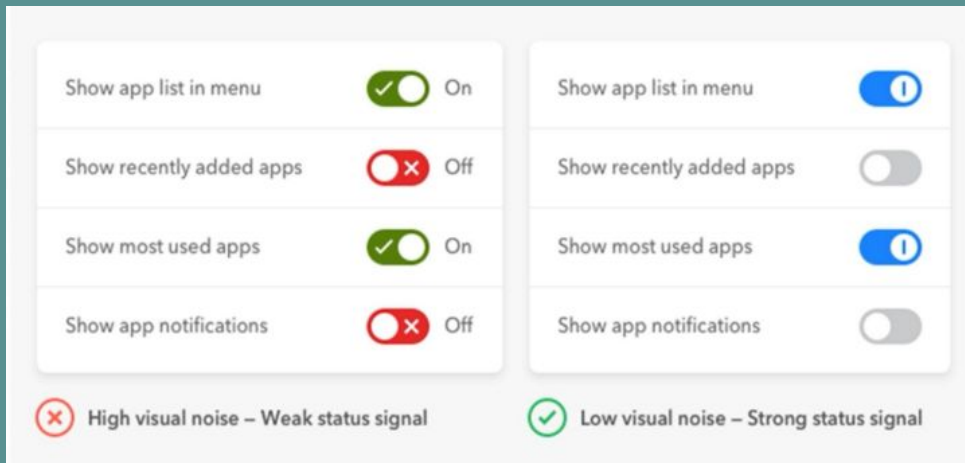 Show app list in menu On
Show recently added apps Off
Show most used apps On
Show app notifications Off
High visual noise – Weak status signal
Show app list in menu
Show recently added apps
Show most used apps
Show app notifications
Low visual noise – Strong status signal